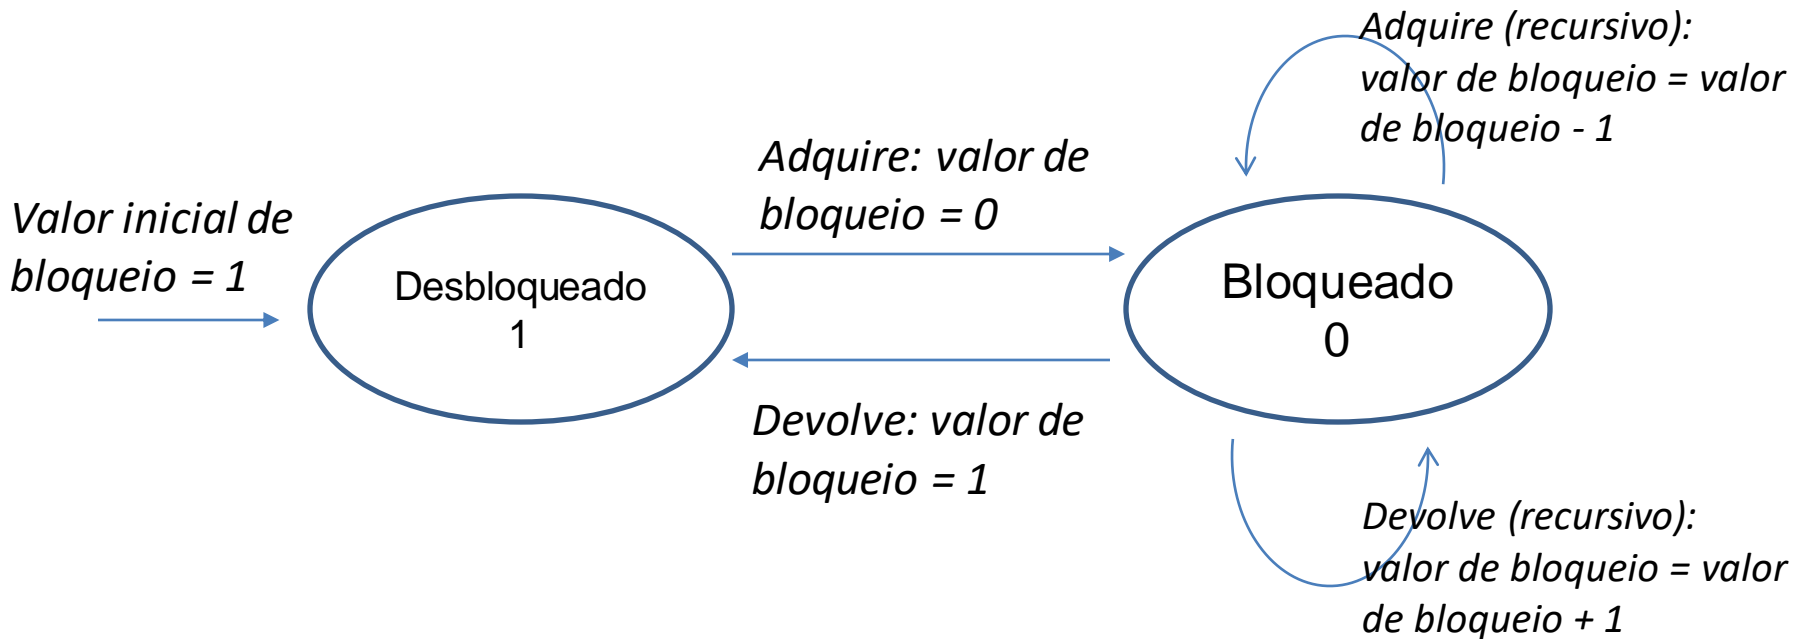 Valor inicial de
bloqueio = 1
Desbloqueado
1
Adquire: valor de
bloqueio = 0
Devolve: valor de
bloqueio = 1
Bloqueado
0
Adquire (recursivo):
valor de bloqueio = valor
de bloqueio - 1
Devolve (recursivo):
valor de bloqueio = valor
de bloqueio + 1